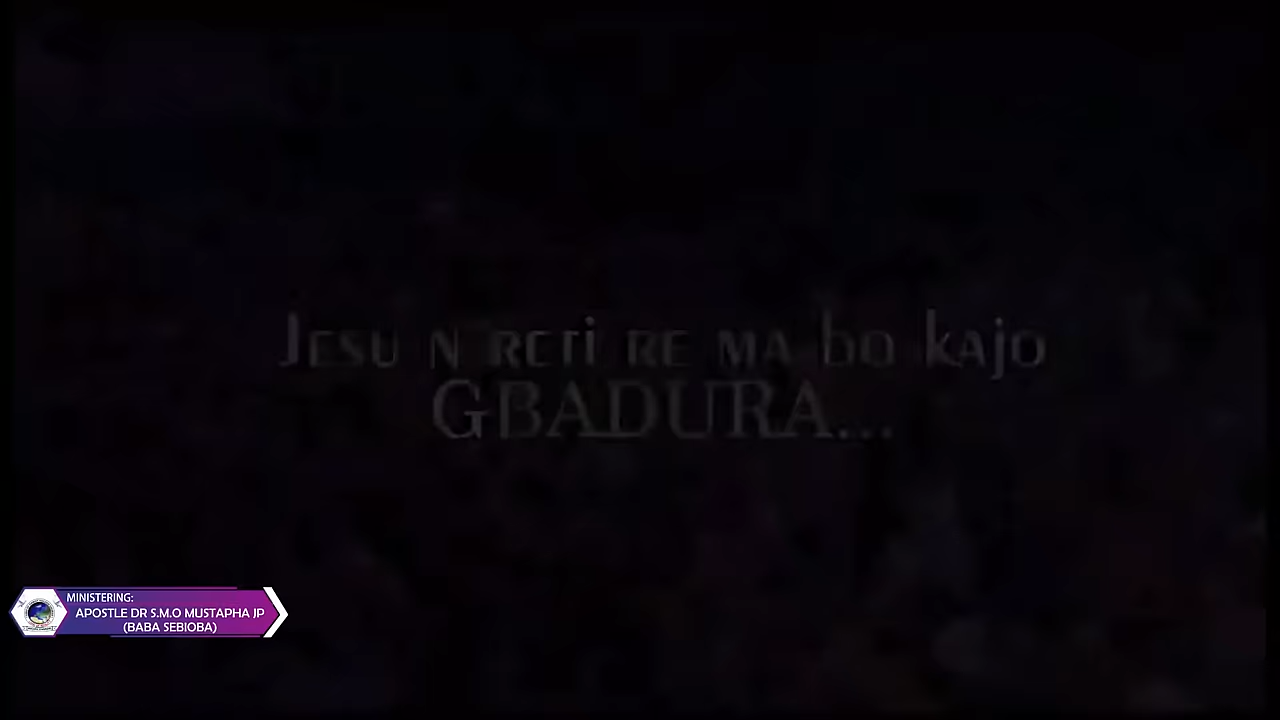 JESU N RETI RE MA BO KAJO
GBADURA...
MINISTERING:
APOSTLE DR S.M.O MUSTAPHA JP
(BABA SEBIOBA)